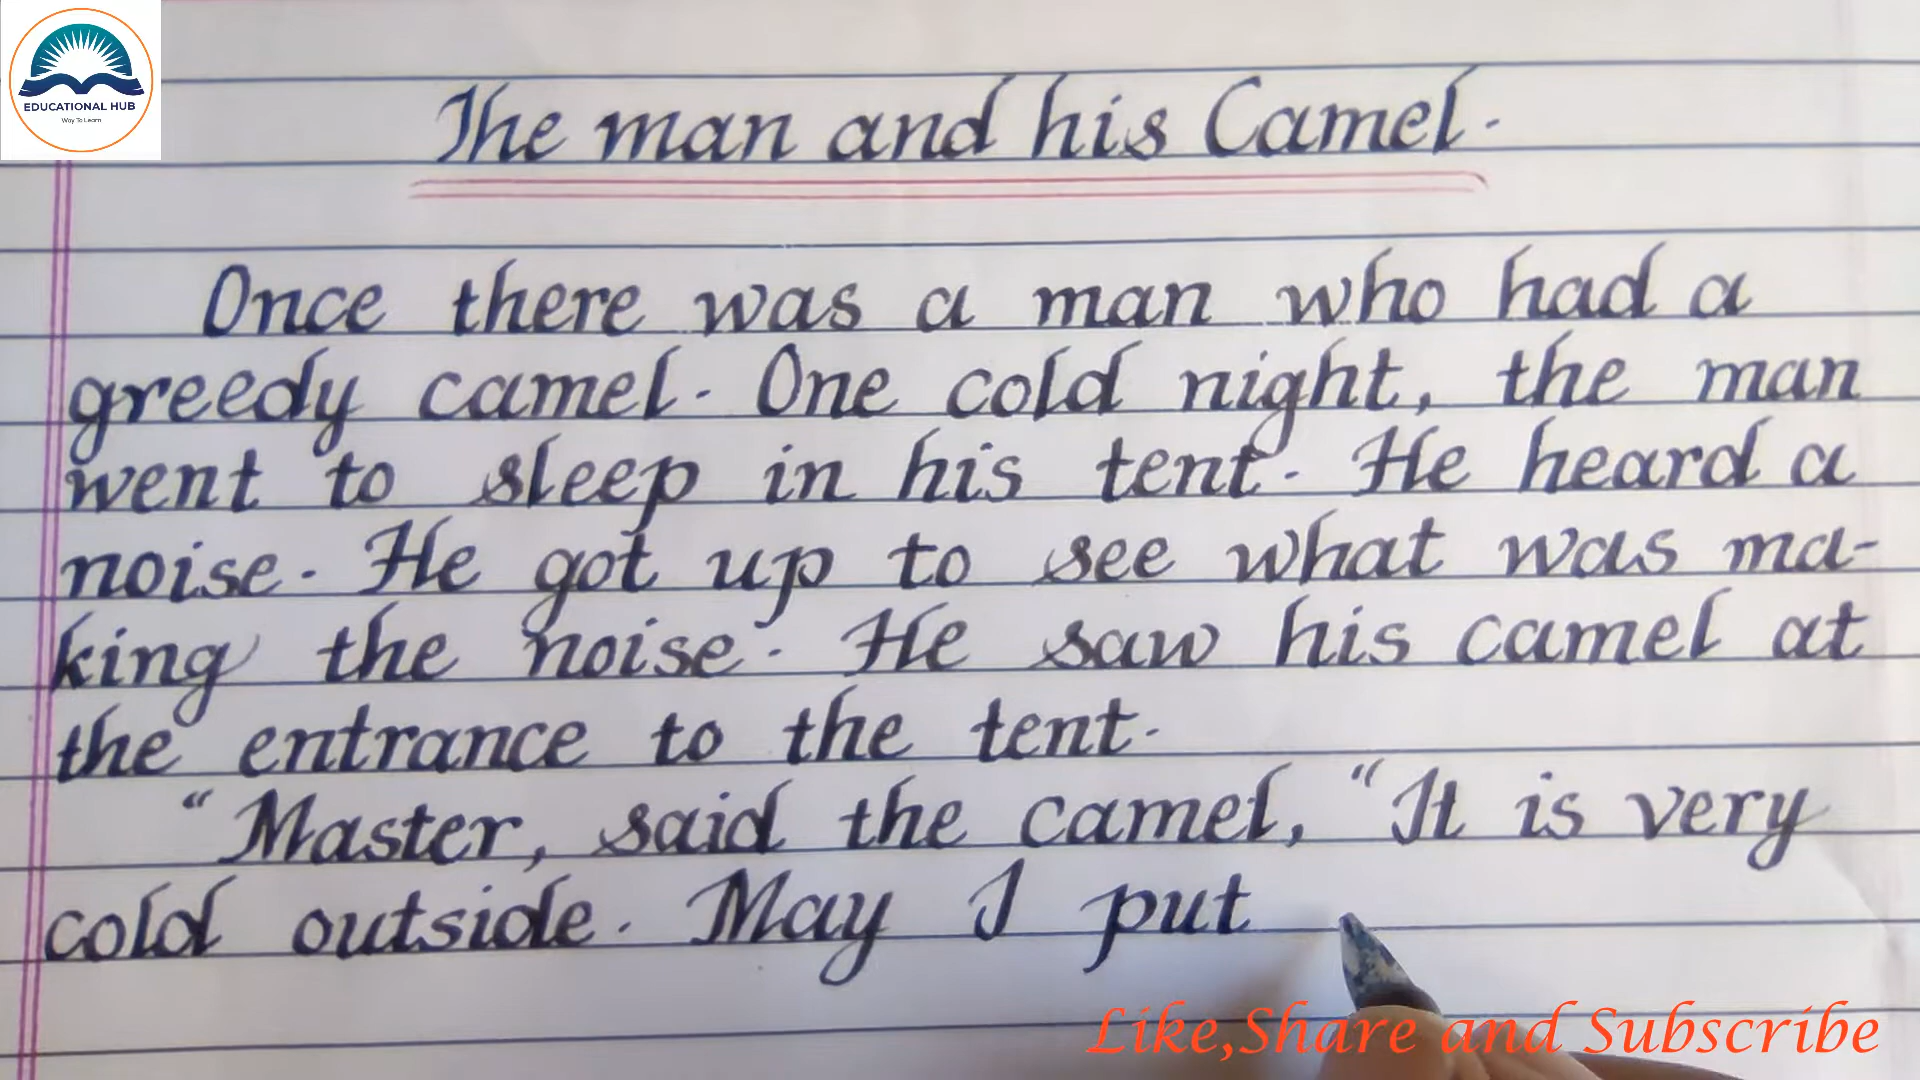 EDUCATIONAL HUB
Way To Learn
The man and his Camel.
Once there was a man who had a
greedy camel. One cold night, the man
went to sleep in his tent. He heard a
noise. He got up to see what was ma-
king the noise. He saw his camel at
the entrance to the tent.
"Master, said the camel, "It is very
cold outside. May I put
Like,Share and Subscribe